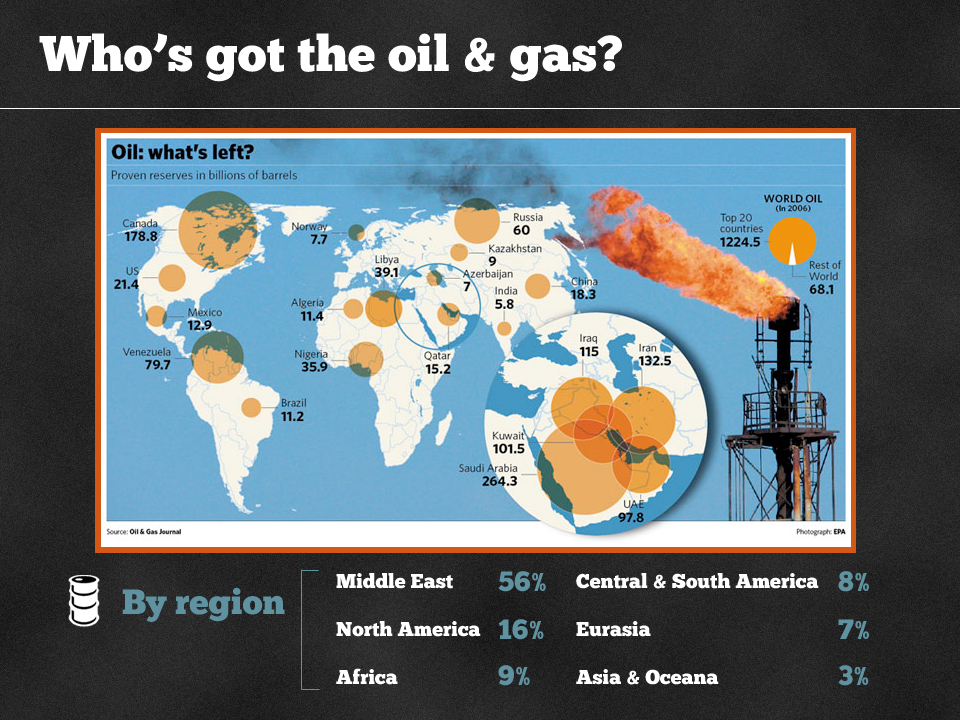 Who's got the oil & gas?
Oil: what's left?
Proven reserves in billions of barrels
Canada
178.8
US
21.4
Mexico
12.9
Venezuela
79.7
Brazil
11.2
Norway
7.7
Libya
39.1
Algeria
11.4
Nigeria
35.9
Russia
60
Kazakhstan
9
Azerbaijan
7
India
5.8
China
18.3
Qatar
15.2
Iraq
115
Iran
132.5
Kuwait
101.5
Saudi Arabia
264.3
UAE
97.8
WORLD OIL
(In 2006)
Top 20
countries
1224.5
Rest of
World
68.1
Source: Oil & Gas Journal
Photograph: EPA
By region
Middle East 56%
North America 16%
Africa 9%
Central & South America 8%
Eurasia 7%
Asia & Oceana 3%